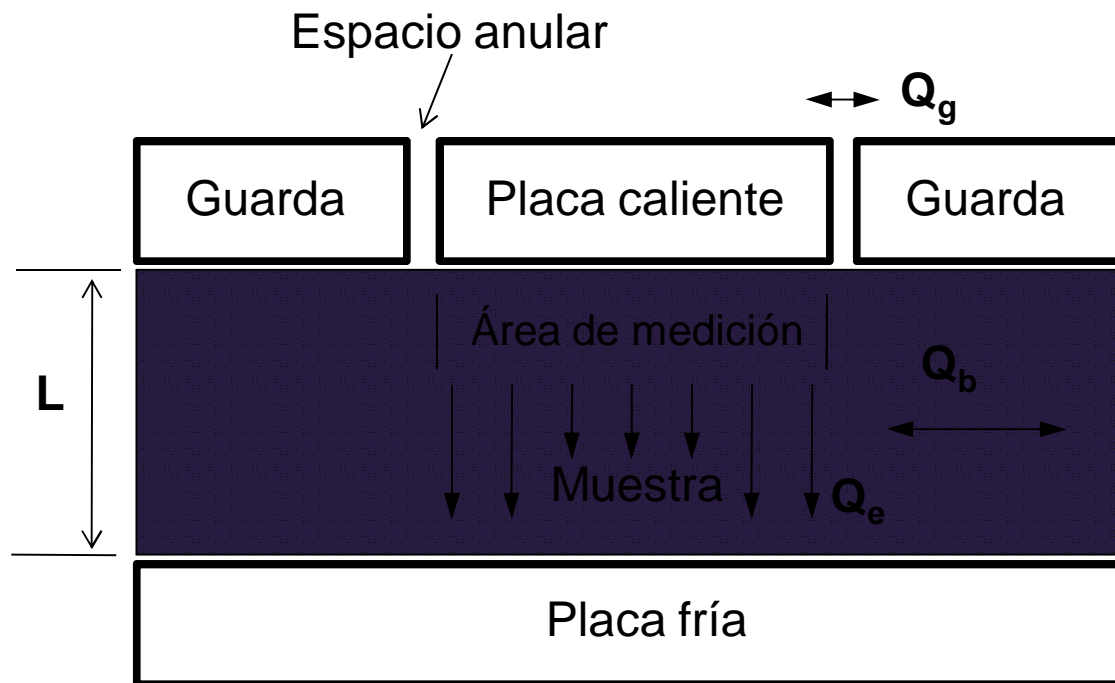 Espacio anular
Qg
Guarda
Placa caliente
Guarda
Área de medición
L
Qb
Muestra
Qe
Placa fría